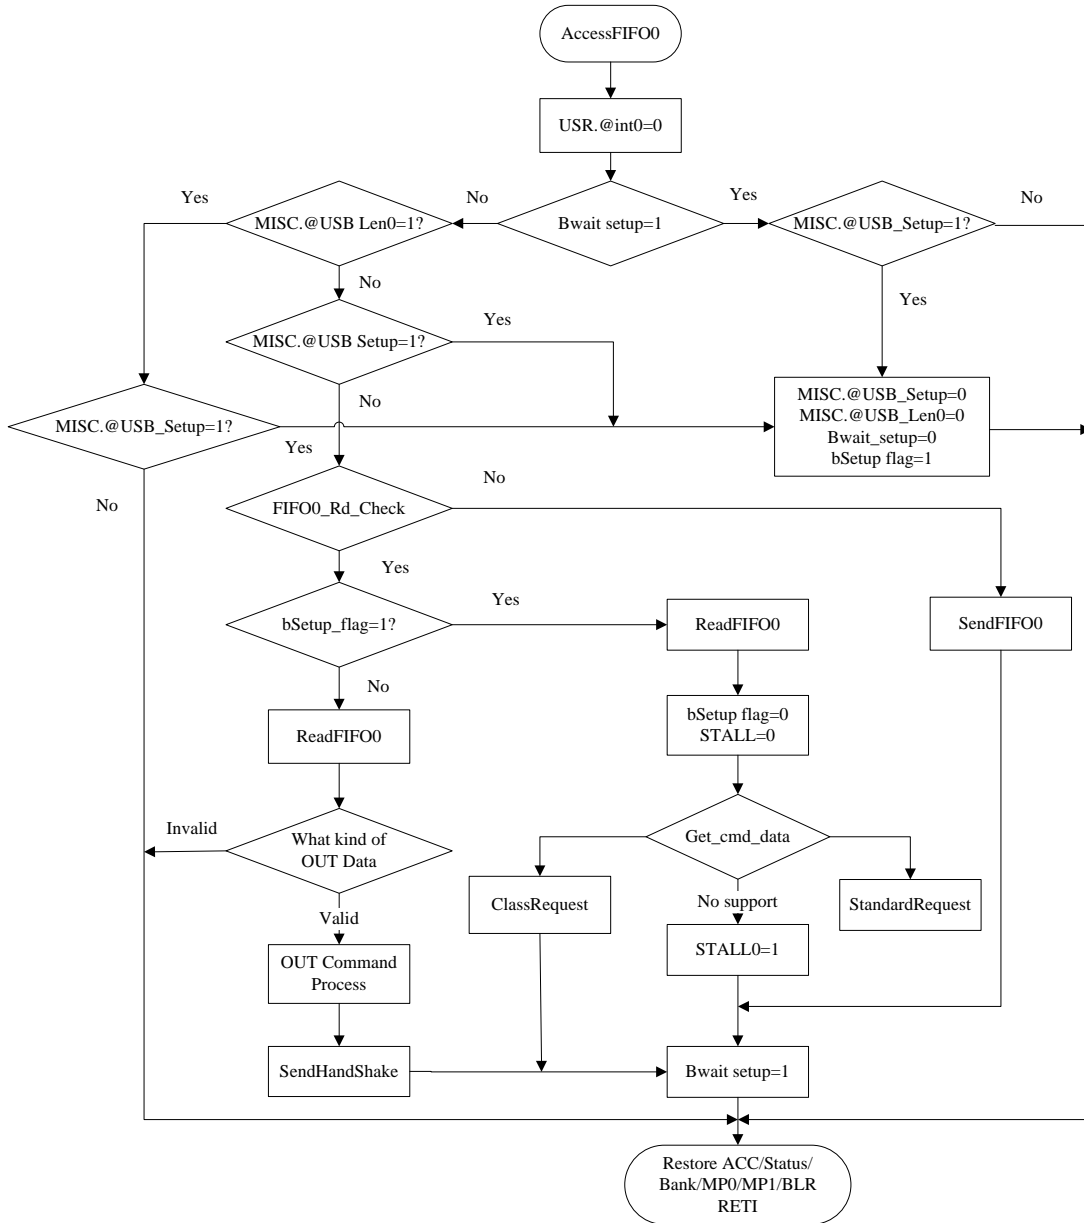 AccessFIFO0
USR.@int0=0
Yes
No
Yes
No
MISC.@USB Len0=1?
Bwait setup=1
MISC.@USB_Setup=1?
No
Yes
MISC.@USB Setup=1?
Yes
No
MISC.@USB_Setup=0
MISC.@USB_Len0=0
Bwait_setup=0
bSetup flag=1
MISC.@USB_Setup=1?
Yes
No
No
FIFO0_Rd_Check
Yes
Yes
bSetup_flag=1?
ReadFIFO0
SendFIFO0
No
ReadFIFO0
bSetup flag=0
STALL=0
Invalid
What kind of
OUT Data
Get_cmd_data
Valid
ClassRequest
No support
StandardRequest
OUT Command
Process
STALL0=1
SendHandShake
Bwait setup=1
Restore ACC/Status/
Bank/MP0/MP1/BLR
RETI